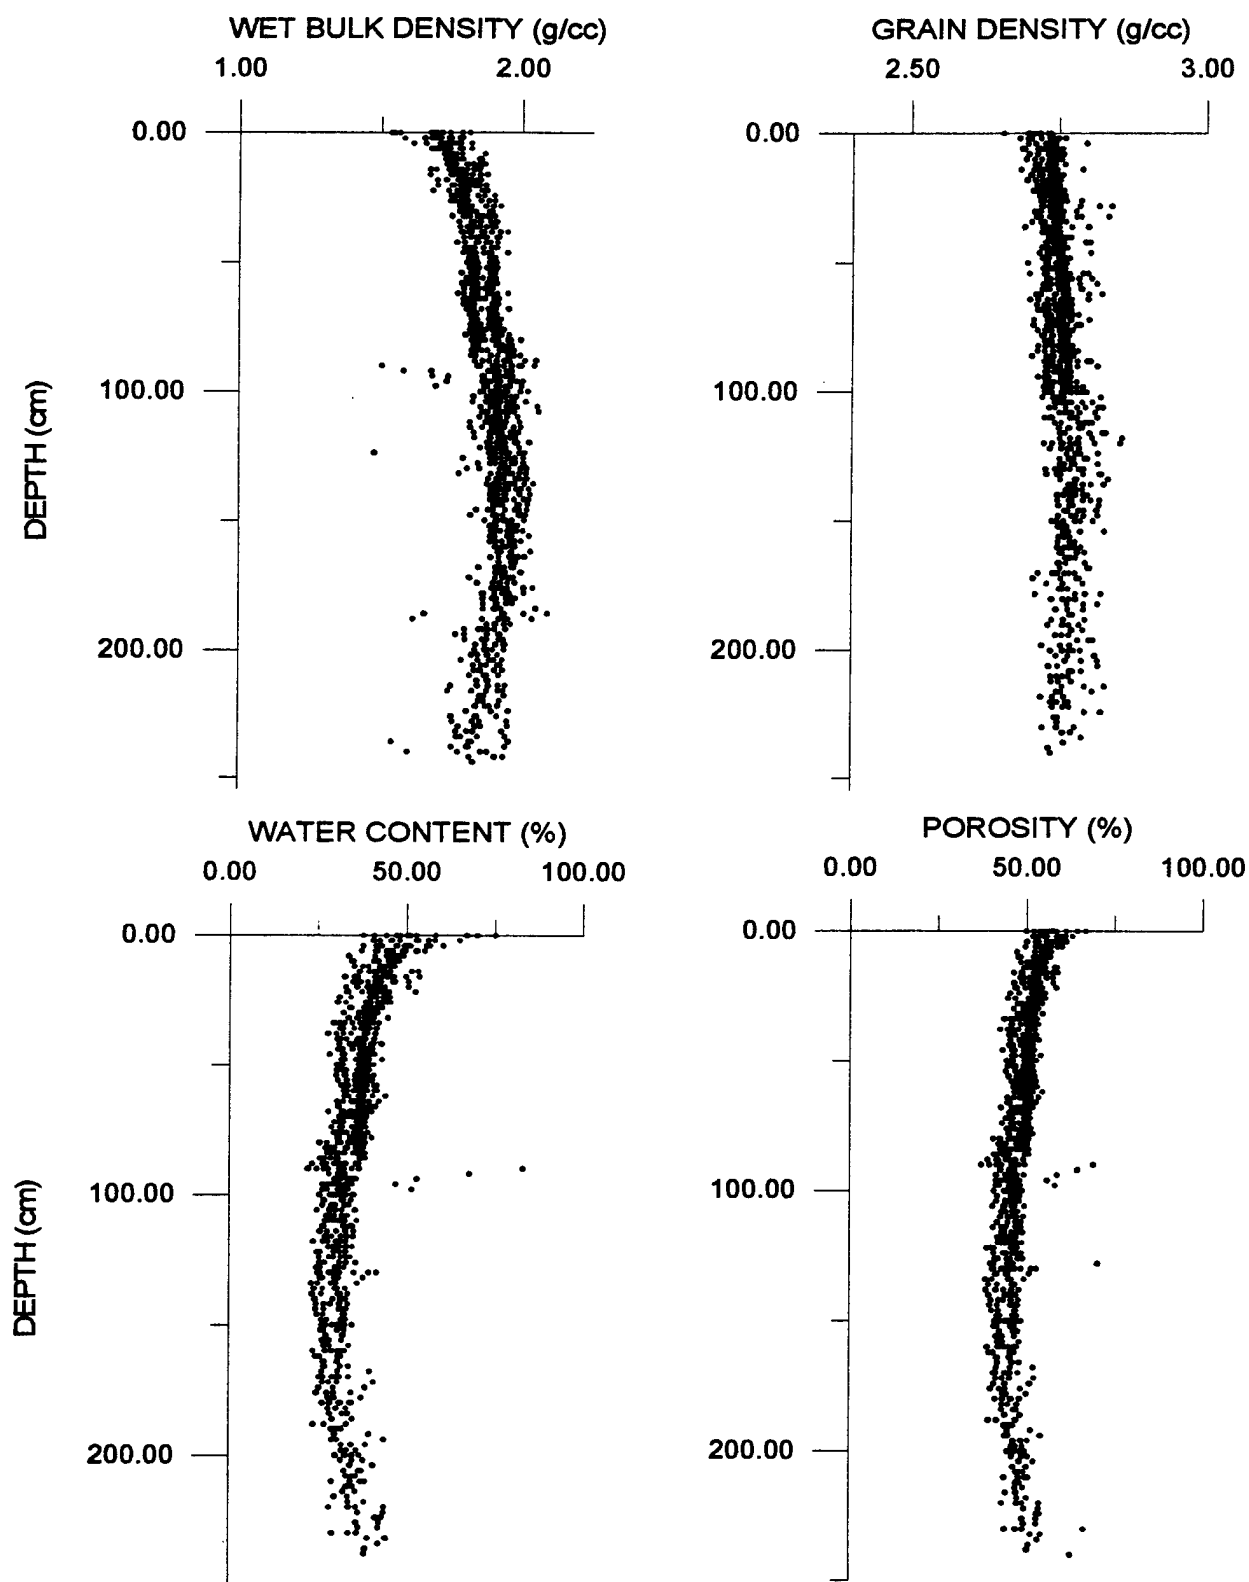 WET BULK DENSITY (g/cc)
1.00 2.00
0.00
100.00
200.00
DEPTH (cm)
GRAIN DENSITY (g/cc)
2.50 3.00
0.00
100.00
200.00
WATER CONTENT (%)
0.00 50.00 100.00
0.00
100.00
200.00
DEPTH (cm)
POROSITY (%)
0.00 50.00 100.00
0.00
100.00
200.00